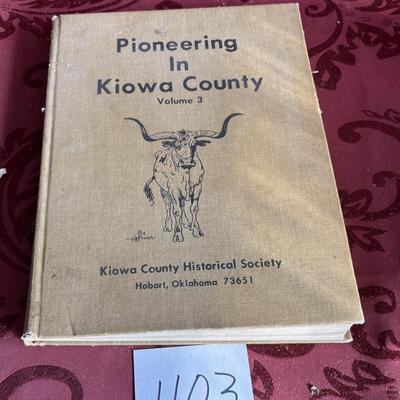 Pioneering
In
Kiowa County
Volume 3
Kiowa County Historical Society
Hobart, Oklahoma 73651
1103